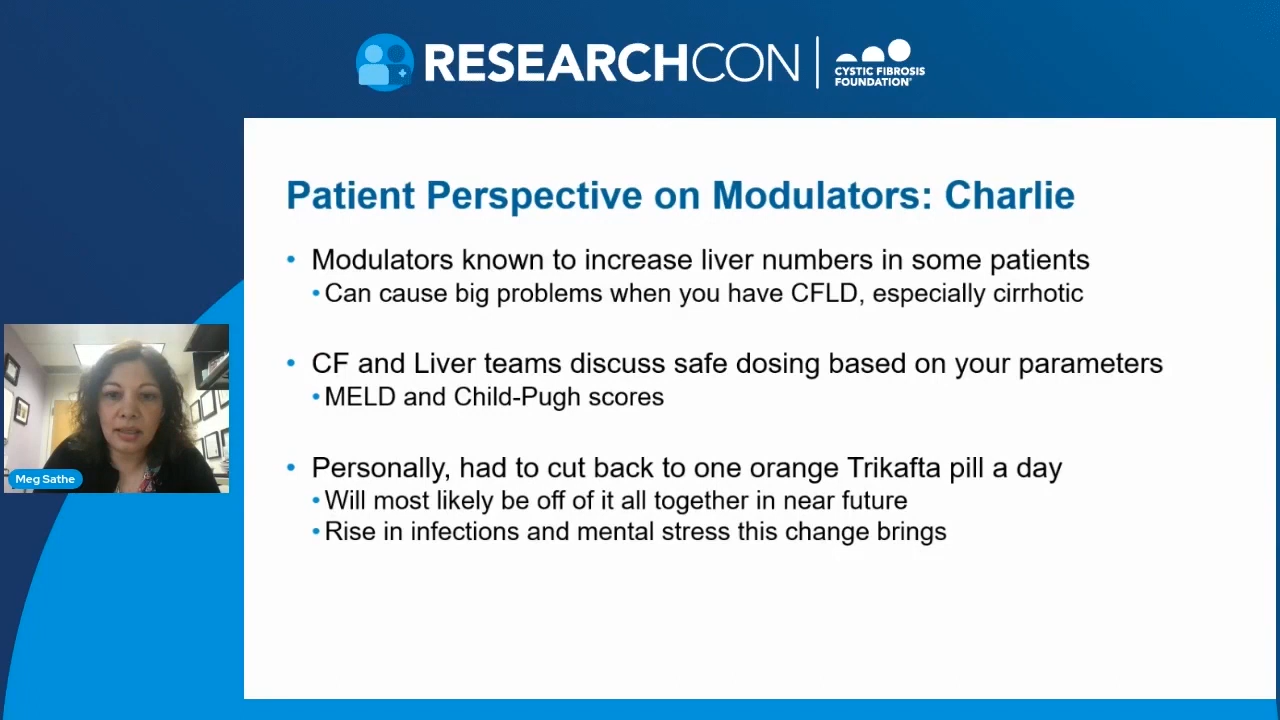 RESEARCHCON
CYSTIC FIBROSIS
FOUNDATION®
Patient Perspective on Modulators: Charlie
• Modulators known to increase liver numbers in some patients
• Can cause big problems when you have CFLD, especially cirrhotic
• CF and Liver teams discuss safe dosing based on your parameters
• MELD and Child-Pugh scores
• Personally, had to cut back to one orange Trikafta pill a day
• Will most likely be off of it all together in near future
• Rise in infections and mental stress this change brings
Meg Sathe